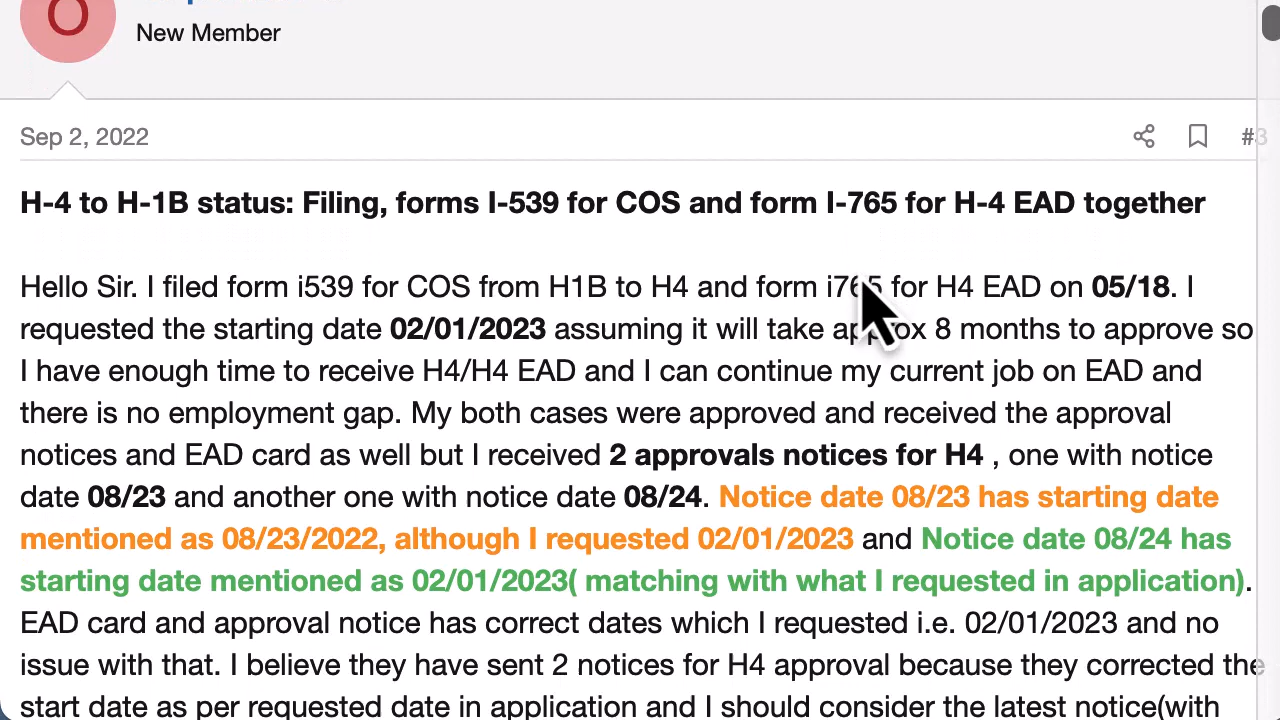 O
New Member
Sep 2, 2022
#3
H-4 to H-1B status: Filing, forms I-539 for COS and form I-765 for H-4 EAD together
Hello Sir. I filed form i539 for COS from H1B to H4 and form i765 for H4 EAD on 05/18. I
requested the starting date 02/01/2023 assuming it will take approx 8 months to approve so
I have enough time to receive H4/H4 EAD and I can continue my current job on EAD and
there is no employment gap. My both cases were approved and received the approval
notices and EAD card as well but I received 2 approvals notices for H4 , one with notice
date 08/23 and another one with notice date 08/24. Notice date 08/23 has starting date
mentioned as 08/23/2022, although I requested 02/01/2023 and Notice date 08/24 has
starting date mentioned as 02/01/2023( matching with what I requested in application).
EAD card and approval notice has correct dates which I requested i.e. 02/01/2023 and no
issue with that. I believe they have sent 2 notices for H4 approval because they corrected the
start date as per requested date in application and I should consider the latest notice(with